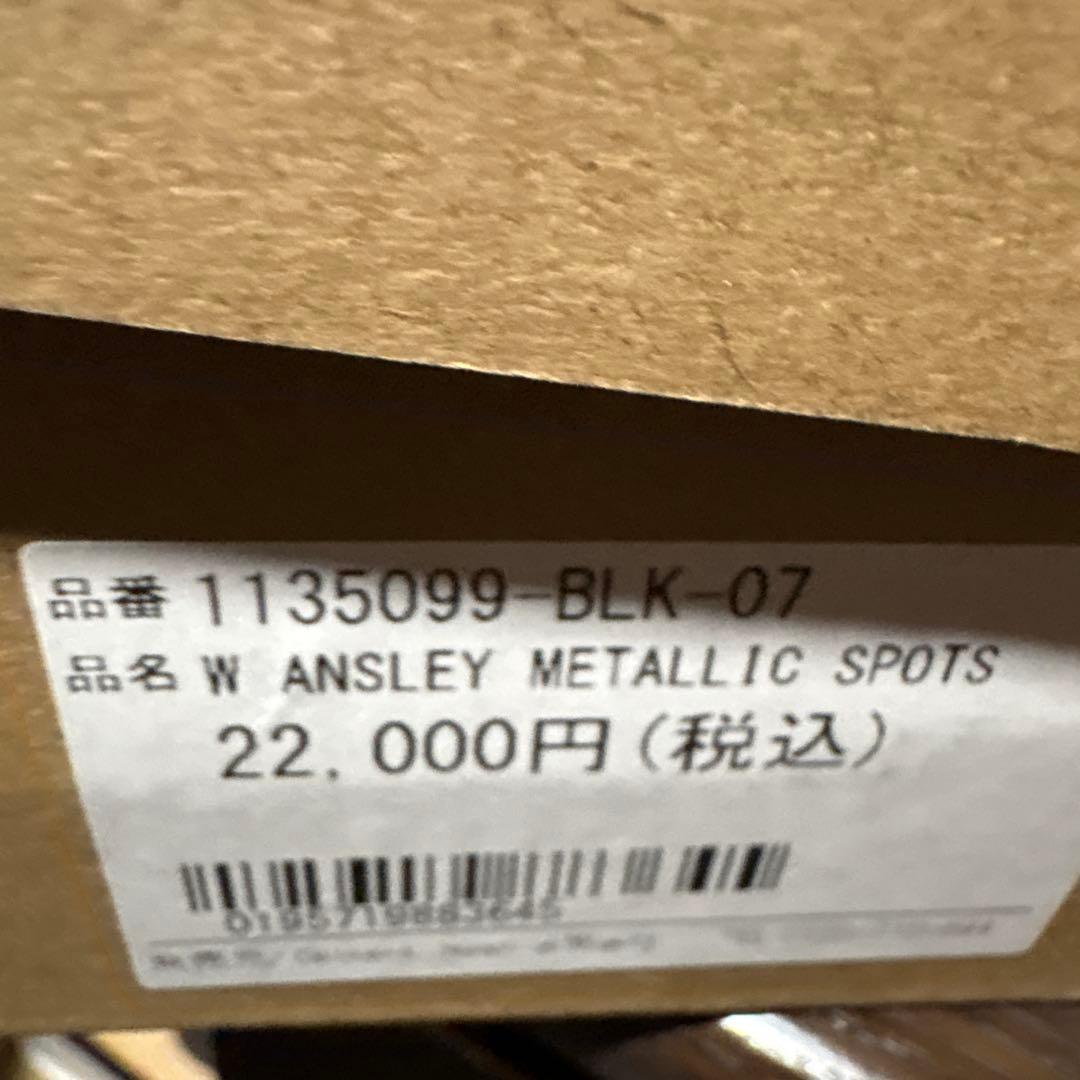 品番 1135099-BLK-07
品名 W ANSLEY METALLIC SPOTS
22,000円(税込)